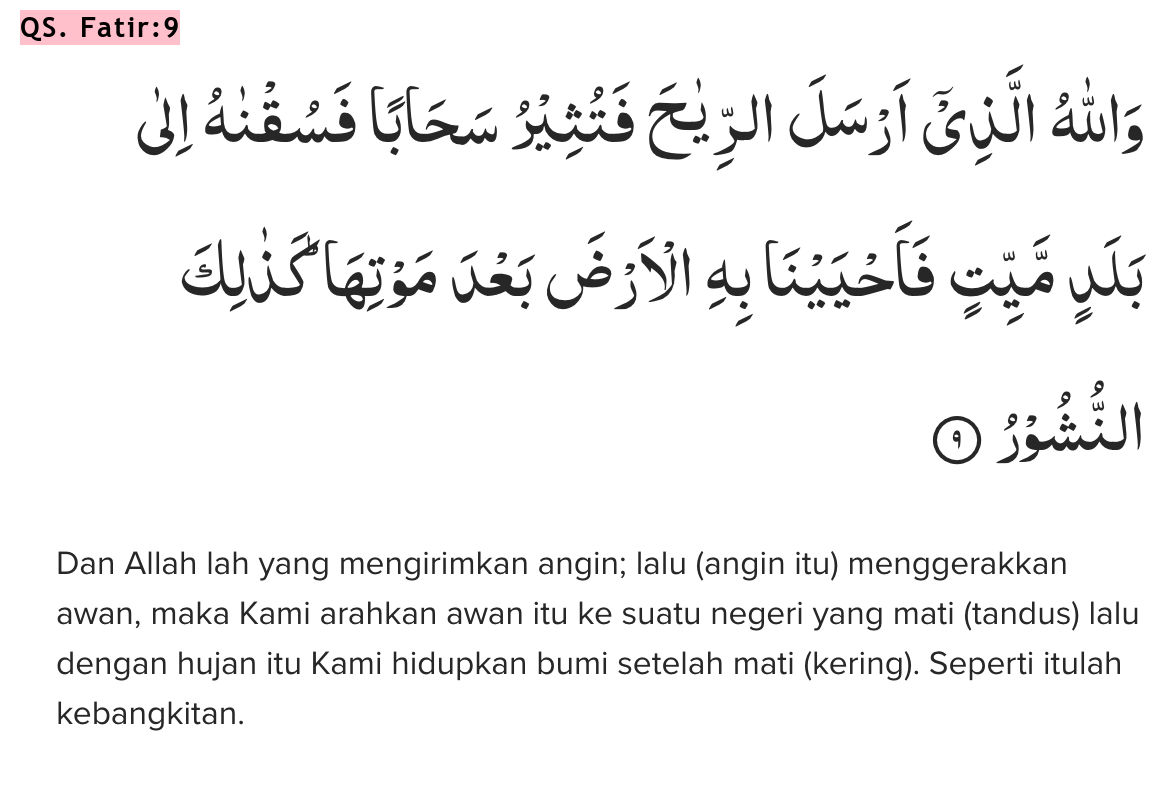 QS. Fatir:9
وَاللّٰهُ الَّذِيْٓ اَرْسَلَ الرِّيٰحَ فَتُثِيْرُ سَحَابًا فَسُقْنٰهُ اِلٰى
بَلَدٍ مَّيِّتٍ فَاَحْيَيْنَا بِهِ الْاَرْضَ بَعْدَ مَوْتِهَاۗ كَذٰلِكَ
النُّشُوْرُ ٩
Dan Allah lah yang mengirimkan angin; lalu (angin itu) menggerakkan
awan, maka Kami arahkan awan itu ke suatu negeri yang mati (tandus) lalu
dengan hujan itu Kami hidupkan bumi setelah mati (kering). Seperti itulah
kebangkitan.